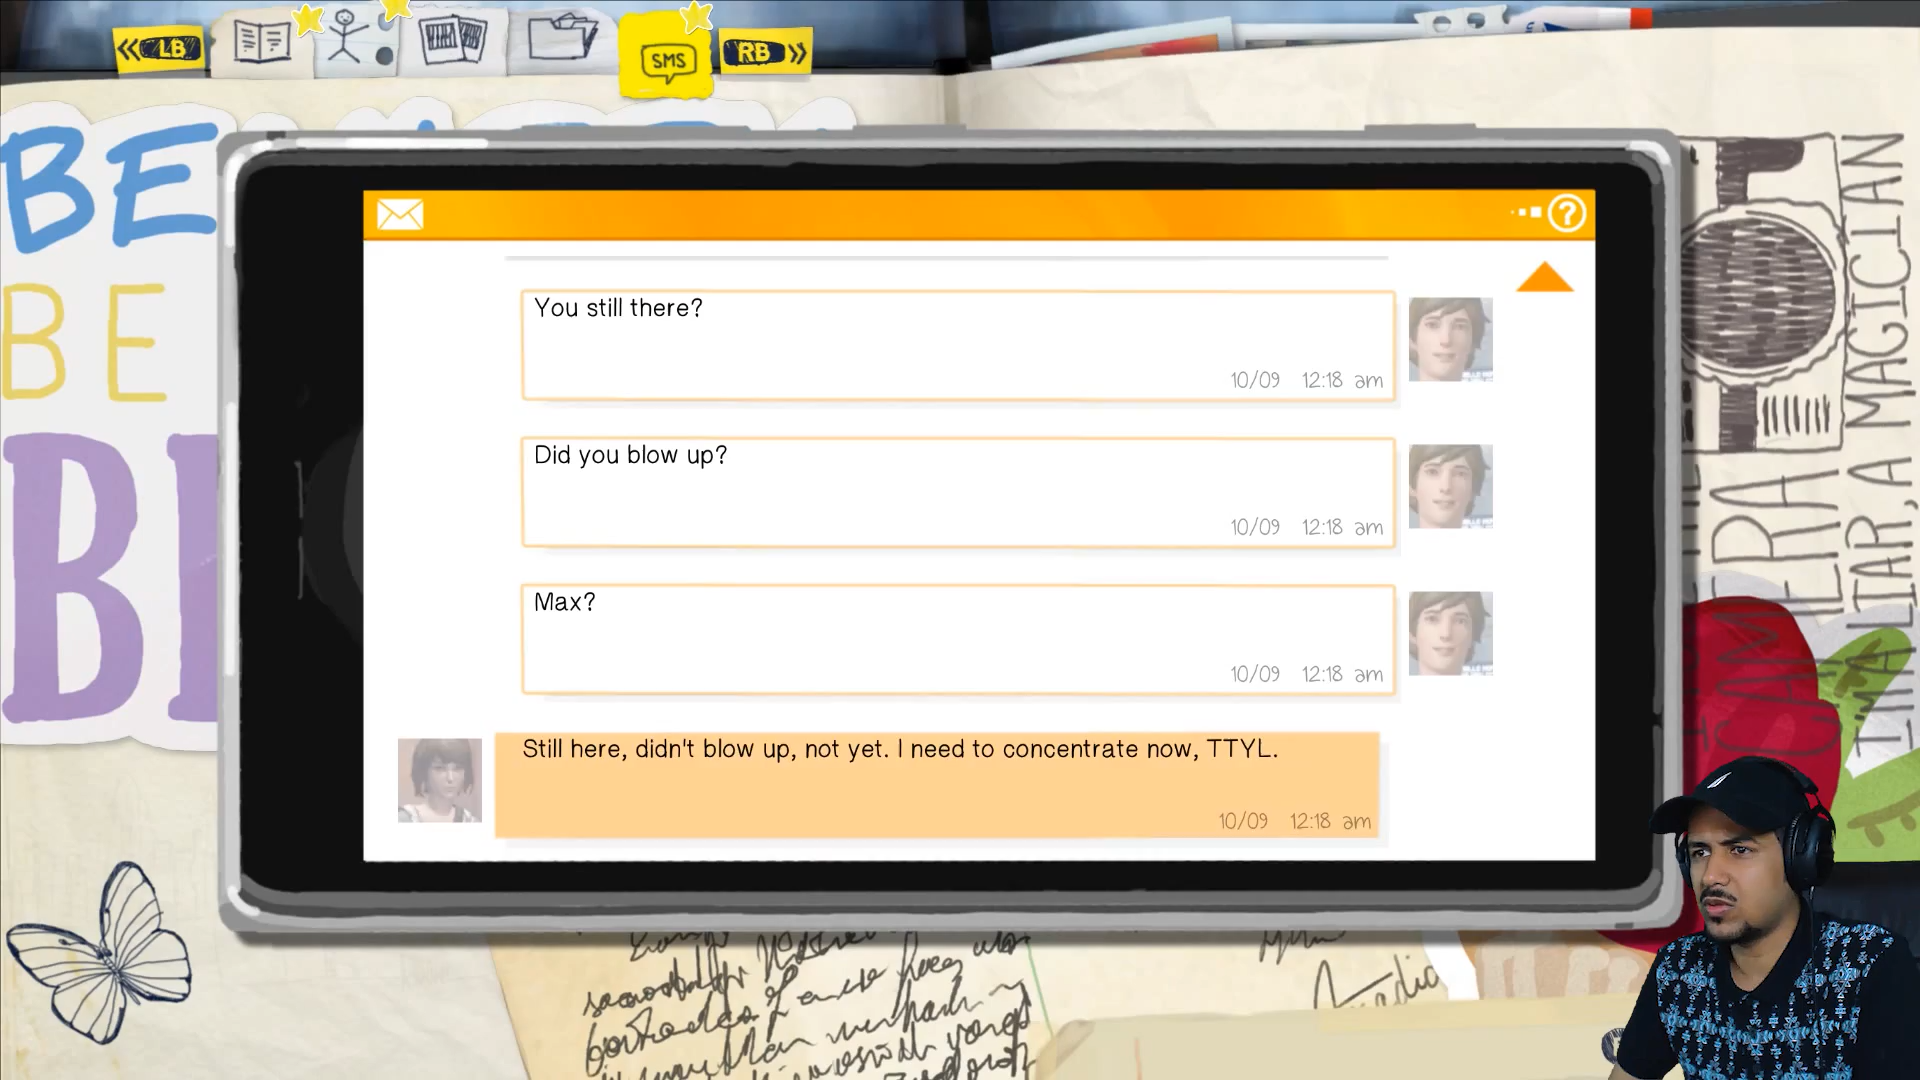 LB
SMS
RB
BE
BE
You still there?
10/09 12:18 am
Did you blow up?
10/09 12:18 am
Max?
10/09 12:18 am
Still here, didn't blow up, not yet. I need to concentrate now, TTYL.
10/09 12:18 am
CAMERA
LIAR, A MAGICIAN